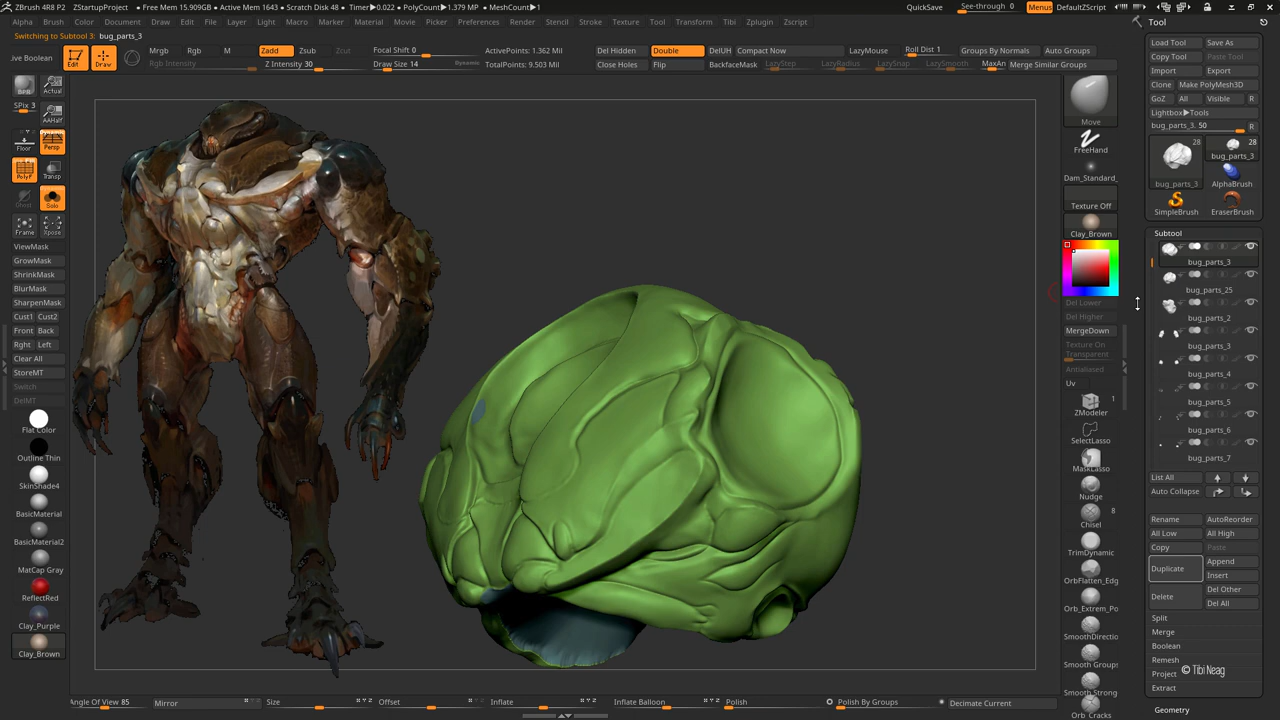 ZBrush 4R8 P2 ZStartupProject • Free Mem 15.909GB • Active Mem 1643 • Scratch Disk 48 • Timer▶0.022 • PolyCount▶1.379 MP • MeshCount▶1 QuickSave See-through 0 Menus DefaultZScript
Alpha Brush Color Document Draw Edit File Layer Light Macro Marker Material Movie Picker Preferences Render Stencil Stroke Texture Tool Transform Tibi Zplugin Zscript
Switching to Subtool 3: bug_parts_3
ive Boolean
Edit
Draw
Mrgb Rgb M
Rgb Intensity
Zadd Zsub Zcut
Z Intensity 30
Focal Shift 0
Draw Size 14 Dynamic
ActivePoints: 1.362 Mil
TotalPoints: 9.503 Mil
Del Hidden Double DelUH Compact Now LazyMouse Roll Dist 1 Groups By Normals Auto Groups
Close Holes Flip BackfaceMask LazyStep LazyRadius LazySnap LazySmooth MaxAn Merge Similar Groups
BPR Actual
SPix 3
AAHalf
Floor Persp
PolyF Transp
Ghost Solo
Frame Xpose
ViewMask
GrowMask
ShrinkMask
BlurMask
SharpenMask
Cust1 Cust2
Front Back
Rght Left
Clear All
StoreMT
Switch
DelMT
Flat Color
Outline Thin
SkinShade4
BasicMaterial
BasicMaterial2
MatCap Gray
ReflectRed
Clay_Purple
Clay_Brown
Move
FreeHand
Dam_Standard_
Texture Off
Clay_Brown
Del Lower
Del Higher
MergeDown
Texture On
Transparent
Antialiased
Uv
1
ZModeler
SelectLasso
MaskLasso
Nudge
8
Chisel
TrimDynamic
OrbFlatten_Edg
Orb_Extrem_Po
SmoothDirectio
Smooth Groups
Smooth Strong
Orb_Cracks
Tool
Load Tool Save As
Copy Tool Paste Tool
Import Export
Clone Make PolyMesh3D
GoZ All Visible R
Lightbox▶Tools
bug_parts_3. 50 R
28 28
bug_parts_3
bug_parts_3 AlphaBrush
SimpleBrush EraserBrush
Subtool
bug_parts_3
bug_parts_25
bug_parts_2
bug_parts_3
bug_parts_4
bug_parts_5
bug_parts_6
bug_parts_7
List All
Auto Collapse
Rename AutoReorder
All Low All High
Copy Paste
Duplicate Append
Insert
Delete Del Other
Del All
Split
Merge
Boolean
Remesh
Project
© Tibi Neag
Extract
Geometry
Angle Of View 85 Mirror Size Offset Inflate Inflate Balloon Polish Polish By Groups Decimate Current